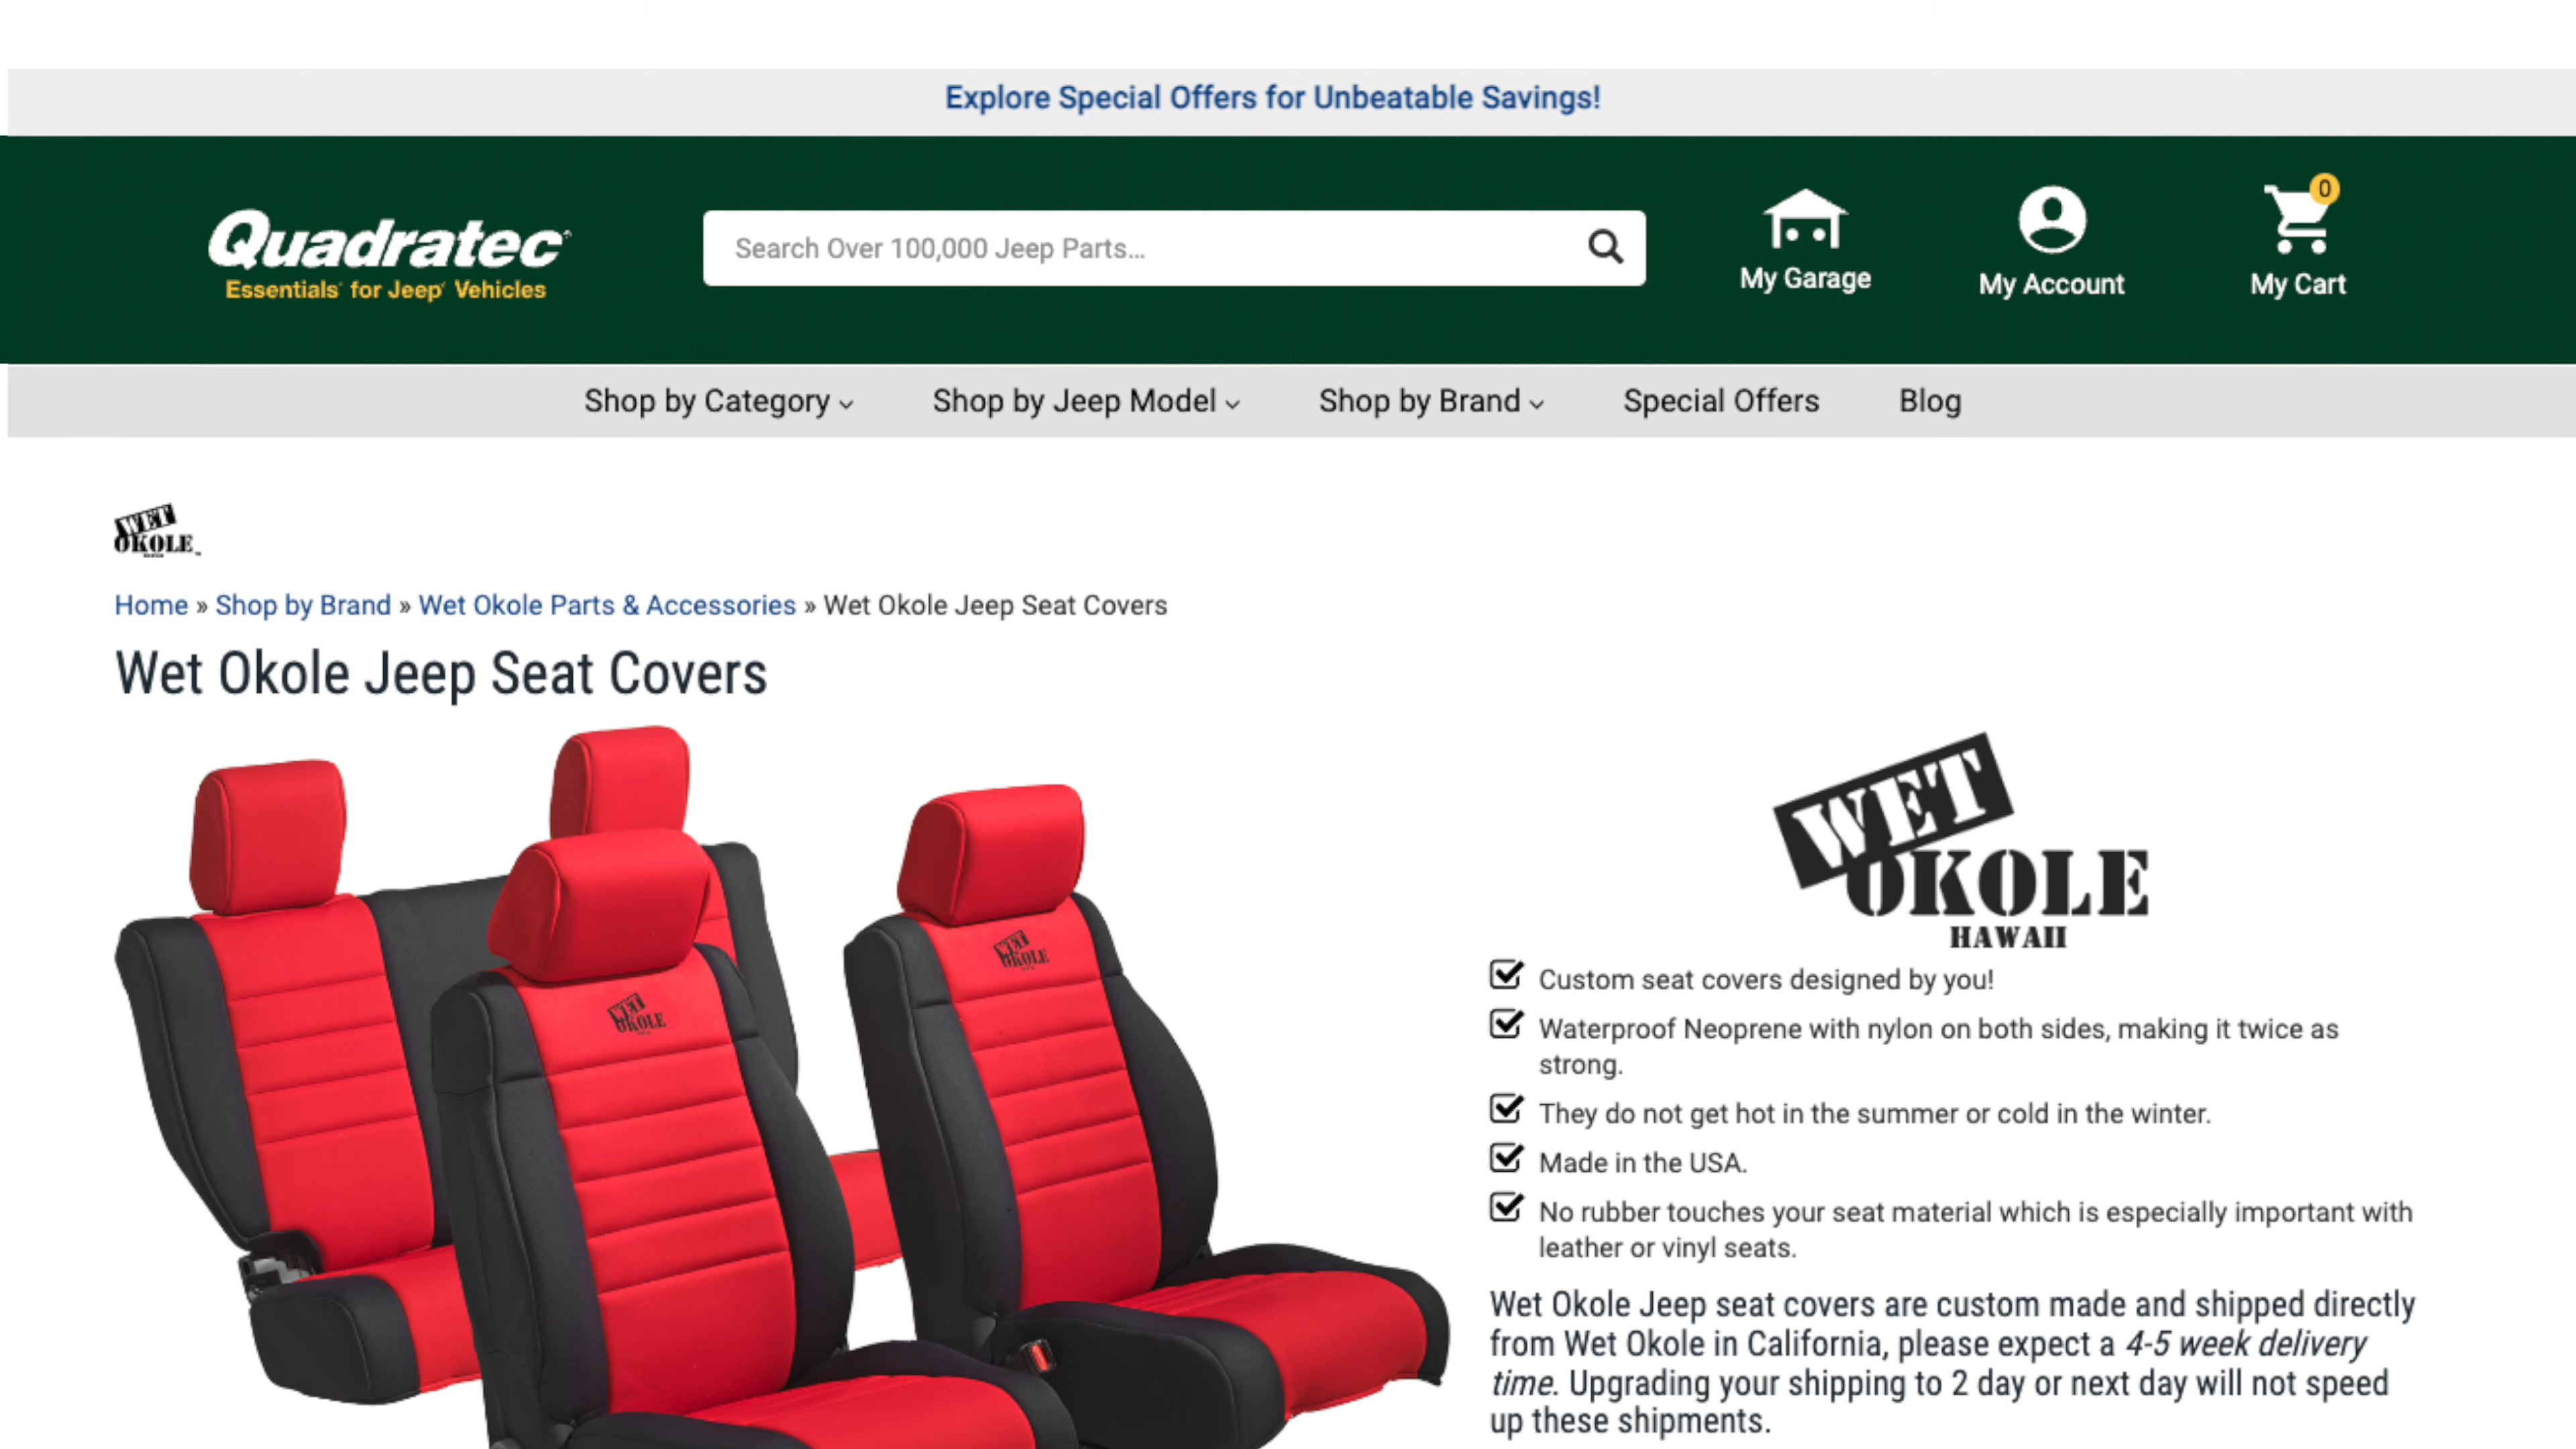 Explore Special Offers for Unbeatable Savings!
Quadratec
Essentials for Jeep Vehicles
Search Over 100,000 Jeep Parts...
My Garage
My Account
0
My Cart
Shop by Category
Shop by Jeep Model
Shop by Brand
Special Offers
Blog
WET
OKOLE
Home » Shop by Brand » Wet Okole Parts & Accessories » Wet Okole Jeep Seat Covers
Wet Okole Jeep Seat Covers
WET
OKOLE
WET
OKOLE
WET
OKOLE
HAWAII
Custom seat covers designed by you!
Waterproof Neoprene with nylon on both sides, making it twice as
strong.
They do not get hot in the summer or cold in the winter.
Made in the USA.
No rubber touches your seat material which is especially important with
leather or vinyl seats.
Wet Okole Jeep seat covers are custom made and shipped directly
from Wet Okole in California, please expect a 4-5 week delivery
time. Upgrading your shipping to 2 day or next day will not speed
up these shipments.